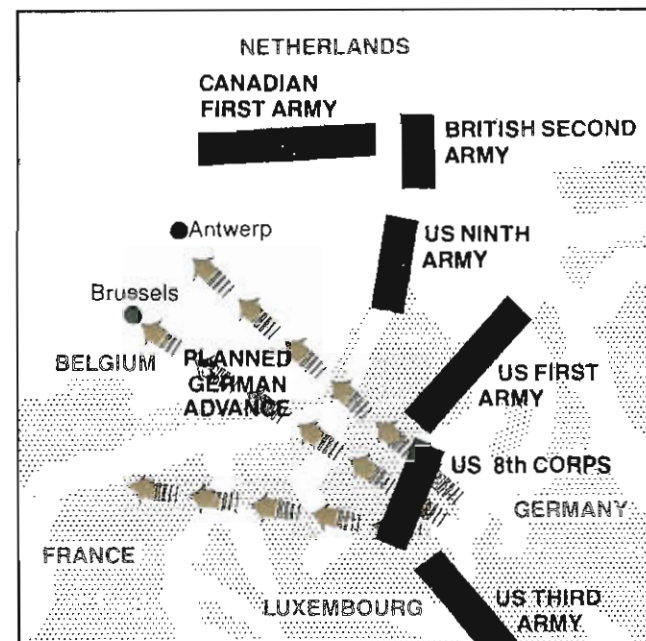 NETHERLANDS
CANADIAN
FIRST ARMY
BRITISH SECOND
ARMY
Antwerp
US NINTH
ARMY
Brussels
BELGIUM
PLANNED
GERMAN
ADVANCE
US FIRST
ARMY
US 8th CORPS
GERMANY
FRANCE
LUXEMBOURG
US THIRD
ARMY